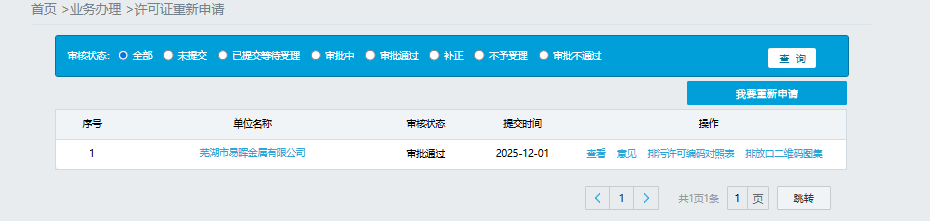 首页 >业务办理 >许可证重新申请
审核状态: 全部 未提交 已提交等待受理 审批中 审批通过 补正 不予受理 审批不通过 查 询
我要重新申请
序号 单位名称 审核状态 提交时间 操作
1 芜湖市易晖金属有限公司 审批通过 2025-12-01 查看 意见 排污许可编码对照表 排放口二维码图集
< 1 > 共1页1条 1 页 跳转